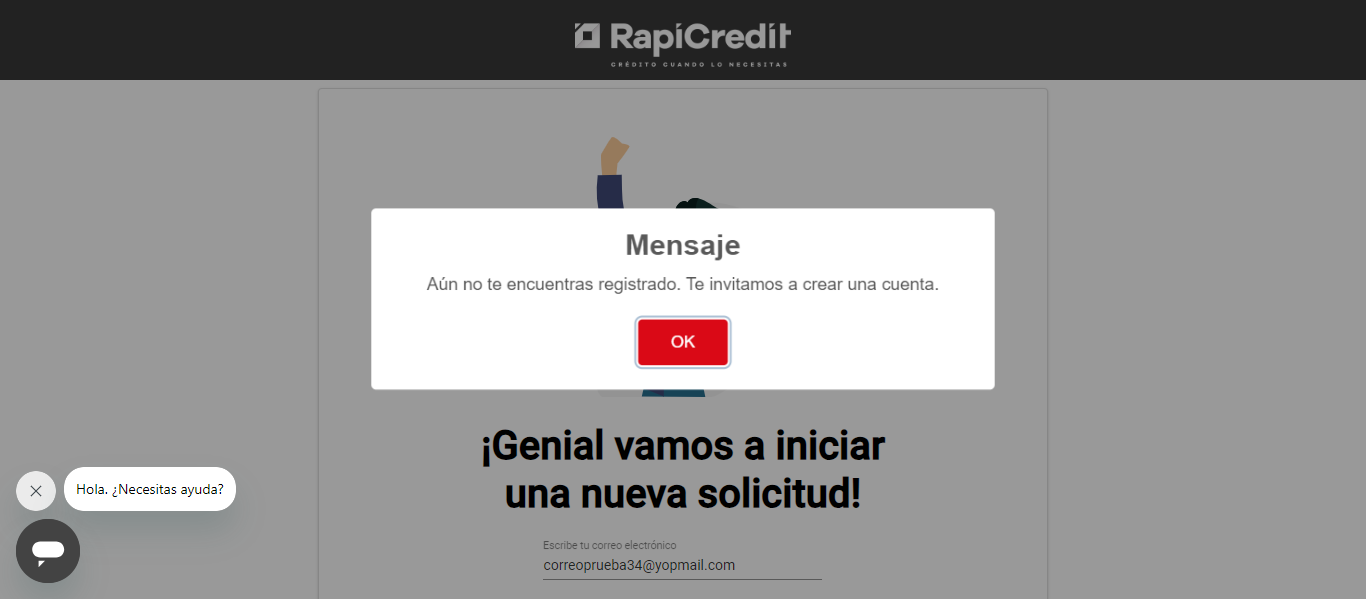 RapiCredit
CRÉDITO CUANDO LO NECESITAS
Mensaje
Aún no te encuentras registrado. Te invitamos a crear una cuenta.
OK
¡Genial vamos a iniciar
una nueva solicitud!
Hola. ¿Necesitas ayuda?
Escribe tu correo electrónico
correoprueba34@yopmail.com